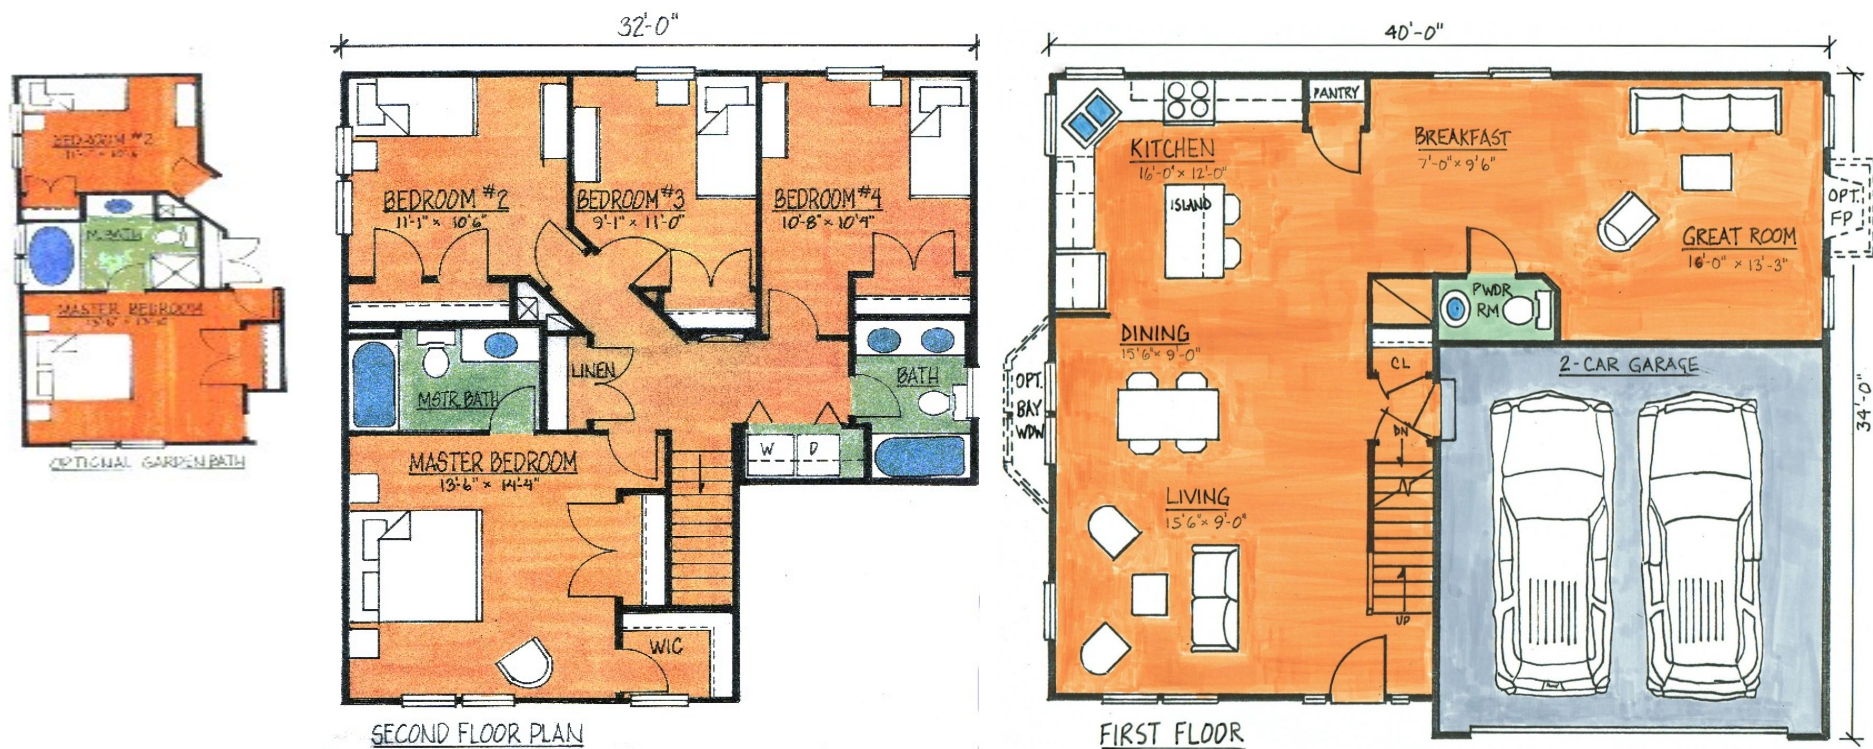 BEDROOM #2
M. BATH
MASTER BEDROOM
OPTIONAL GARDEN BATH
32'-0"
BEDROOM #2
11'-1" x 10'6"
BEDROOM #3
9'-1" x 11'-0"
BEDROOM #4
10'-8" x 10'4"
LINEN
MSTR. BATH
BATH
W
D
MASTER BEDROOM
13'-6" x 14'-4"
WIC
SECOND FLOOR PLAN
40'-0"
PANTRY
KITCHEN
16'-0" x 12'-0"
BREAKFAST
7'-0" x 9'6"
ISLAND
OPT.
FP
GREAT ROOM
16'-0" x 13'-3"
PWDR
RM
DINING
15'6" x 9'-0"
CL
2-CAR GARAGE
OPT.
BAY
WDW
34'-0"
DN
LIVING
15'6" x 9'-0"
UP
FIRST FLOOR